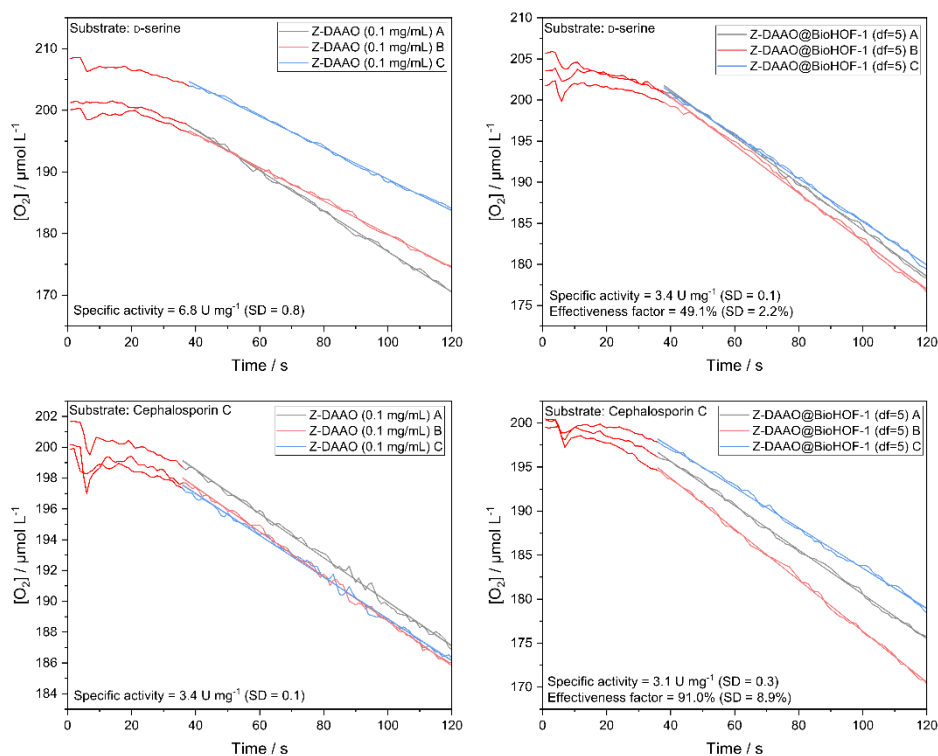 Substrate: D-serine
Z-DAAO (0.1 mg/mL) A
Z-DAAO (0.1 mg/mL) B
Z-DAAO (0.1 mg/mL) C
210
200
190
180
170
[O₂] / µmol L⁻¹
Specific activity = 6.8 U mg⁻¹ (SD = 0.8)
0
20
40
60
80
100
120
Time / s
Substrate: D-serine
Z-DAAO@BioHOF-1 (df=5) A
Z-DAAO@BioHOF-1 (df=5) B
Z-DAAO@BioHOF-1 (df=5) C
210
205
200
195
190
185
180
175
[O₂] / µmol L⁻¹
Specific activity = 3.4 U mg⁻¹ (SD = 0.1)
Effectiveness factor = 49.1% (SD = 2.2%)
0
20
40
60
80
100
120
Time / s
Substrate: Cephalosporin C
Z-DAAO (0.1 mg/mL) A
Z-DAAO (0.1 mg/mL) B
Z-DAAO (0.1 mg/mL) C
202
200
198
196
194
192
190
188
186
184
[O₂] / µmol L⁻¹
Specific activity = 3.4 U mg⁻¹ (SD = 0.1)
0
20
40
60
80
100
120
Time / s
Substrate: Cephalosporin C
Z-DAAO@BioHOF-1 (df=5) A
Z-DAAO@BioHOF-1 (df=5) B
Z-DAAO@BioHOF-1 (df=5) C
200
195
190
185
180
175
170
[O₂] / µmol L⁻¹
Specific activity = 3.1 U mg⁻¹ (SD = 0.3)
Effectiveness factor = 91.0% (SD = 8.9%)
0
20
40
60
80
100
120
Time / s